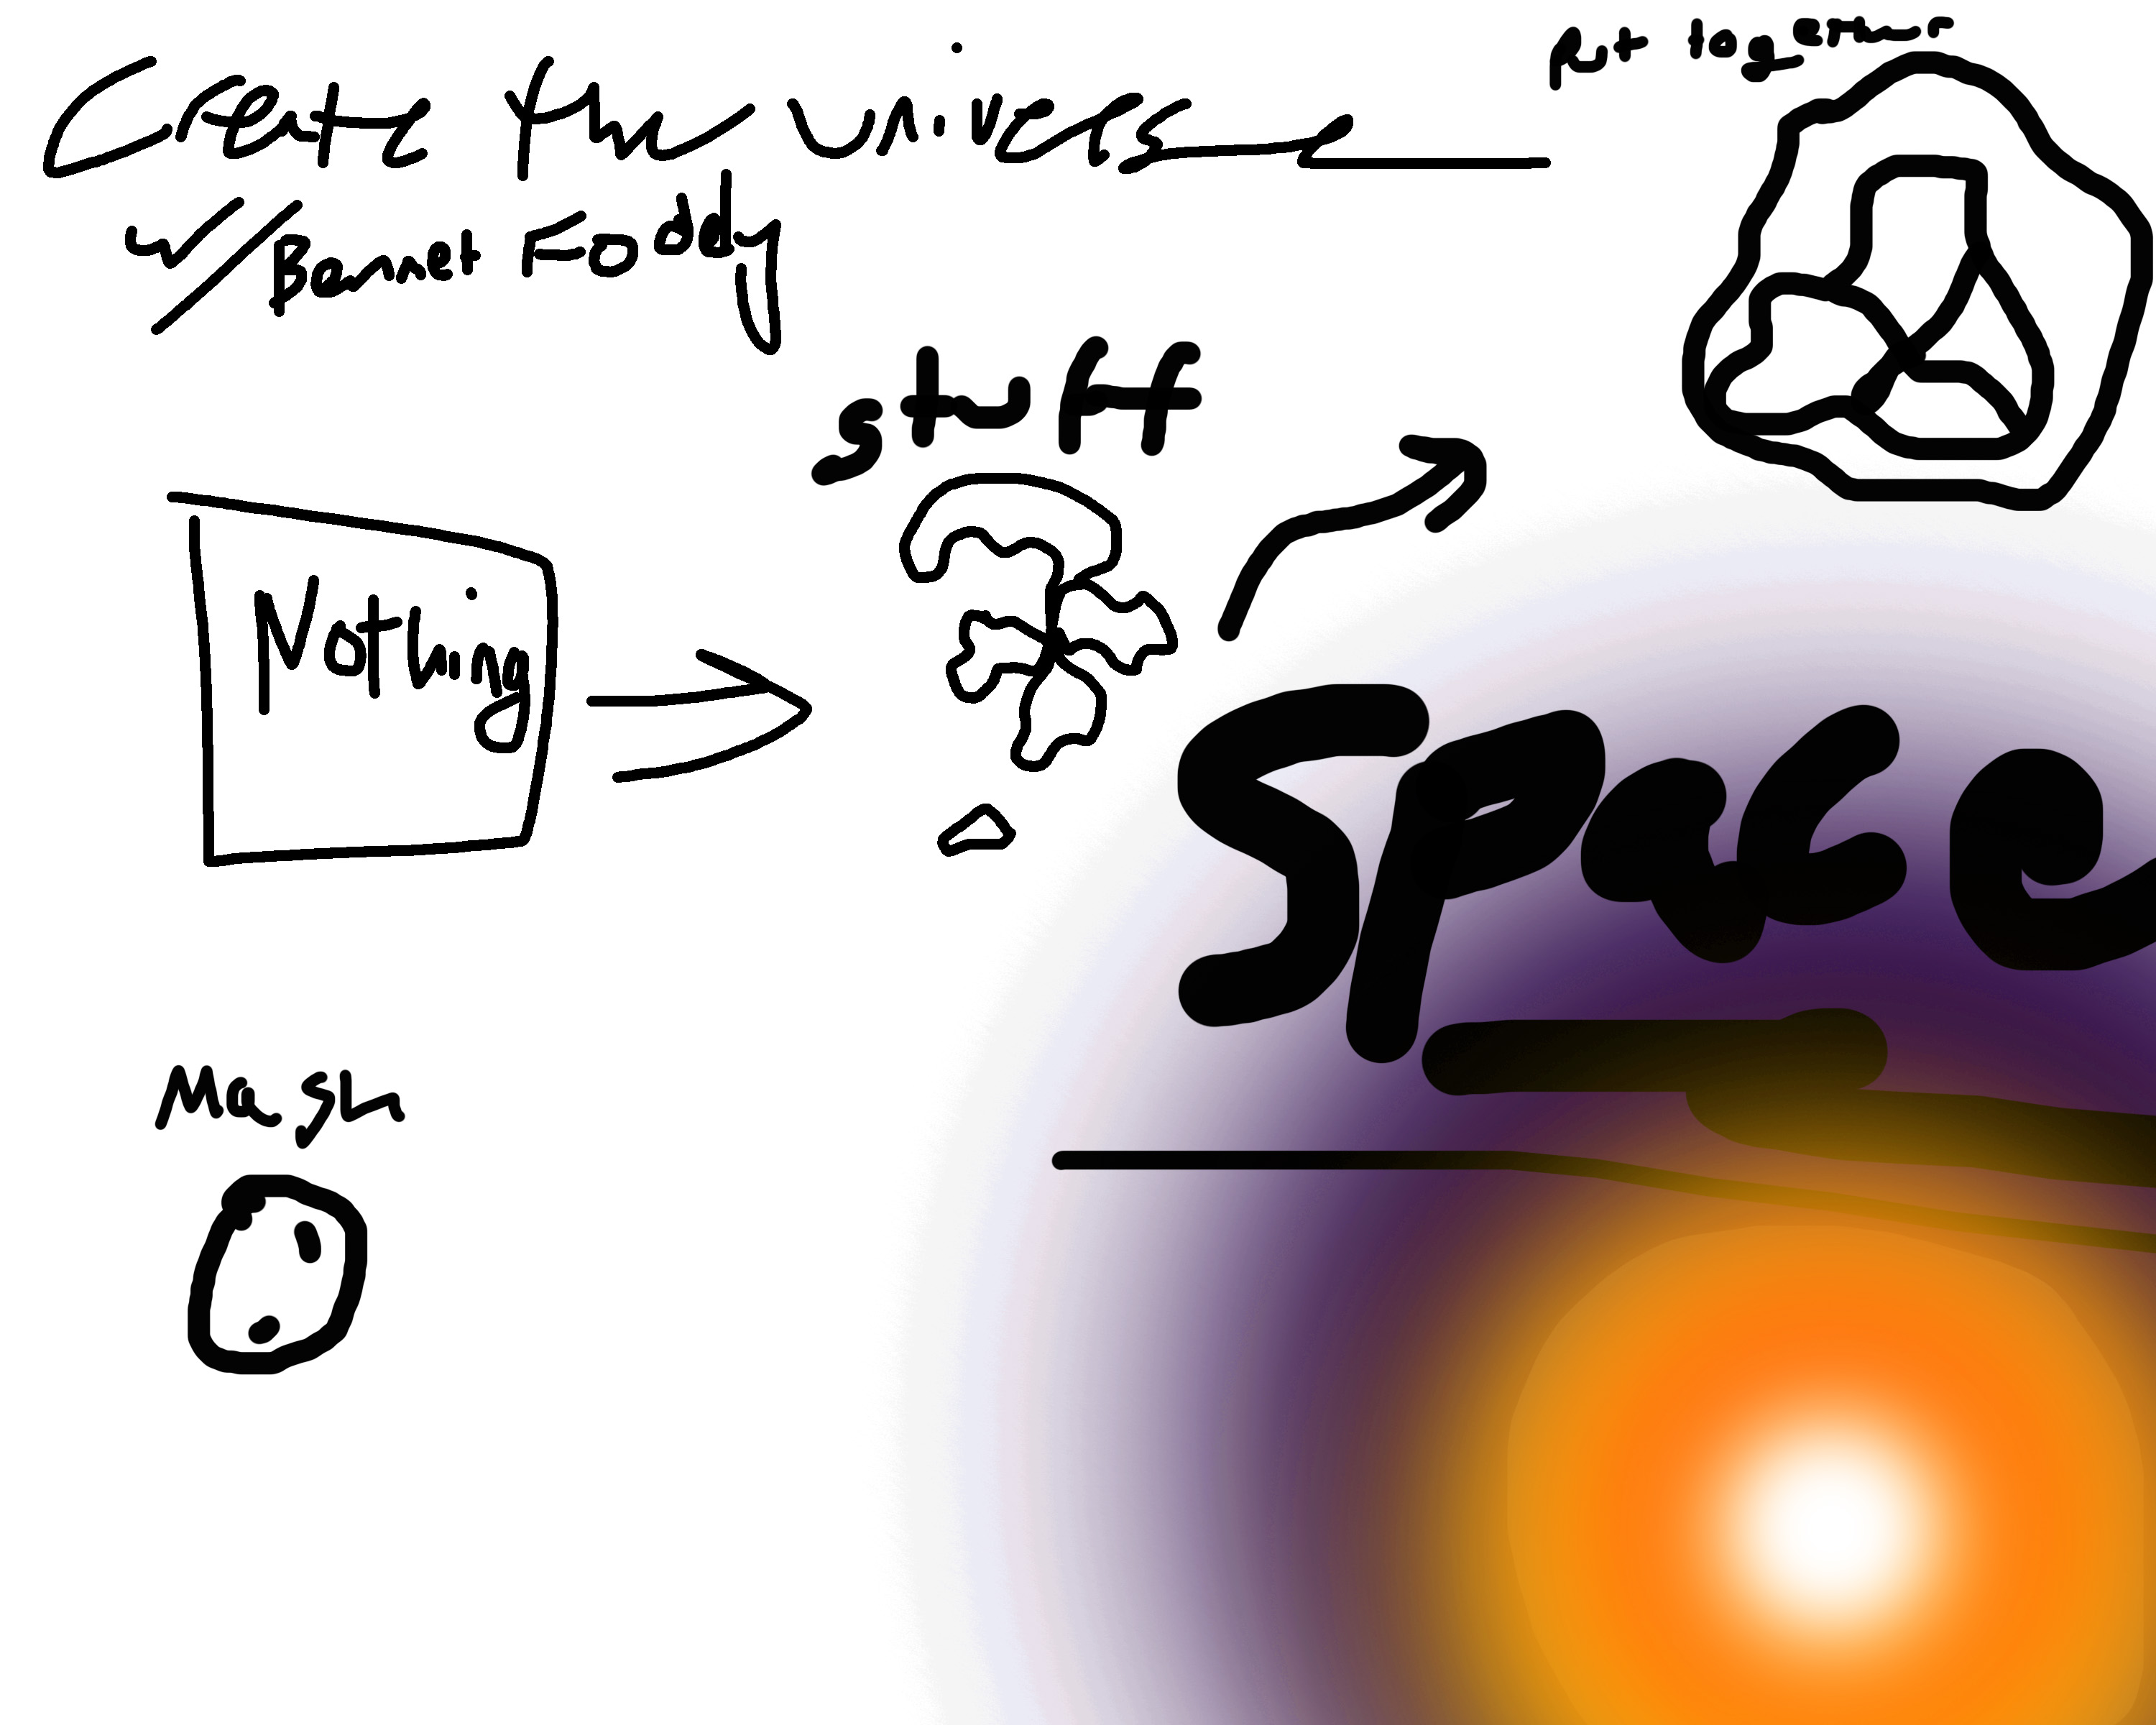 Create the universe
w/Bennet Foddy
Put together
stuff
Nothing
Space
Mash